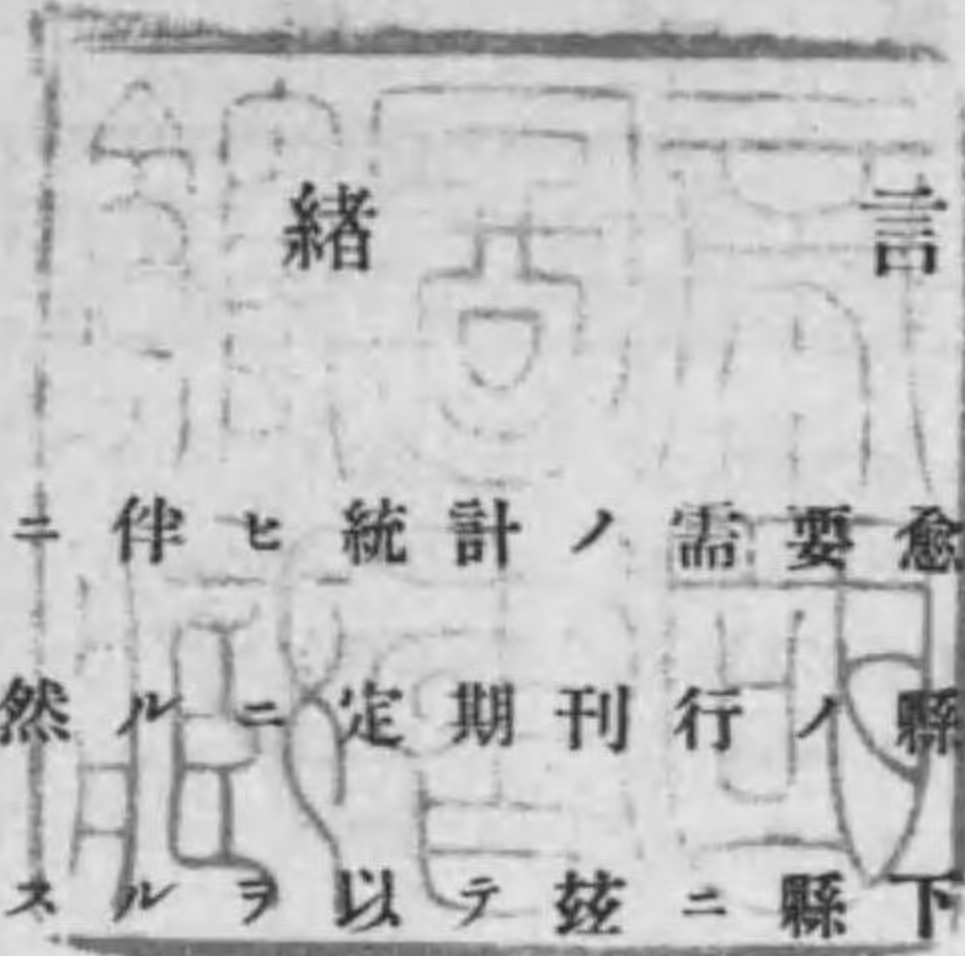 緒言
ニ伴ヒ統計ノ需要愈
然ルニ定期刊行ノ縣
スルヲ以テ茲ニ縣下